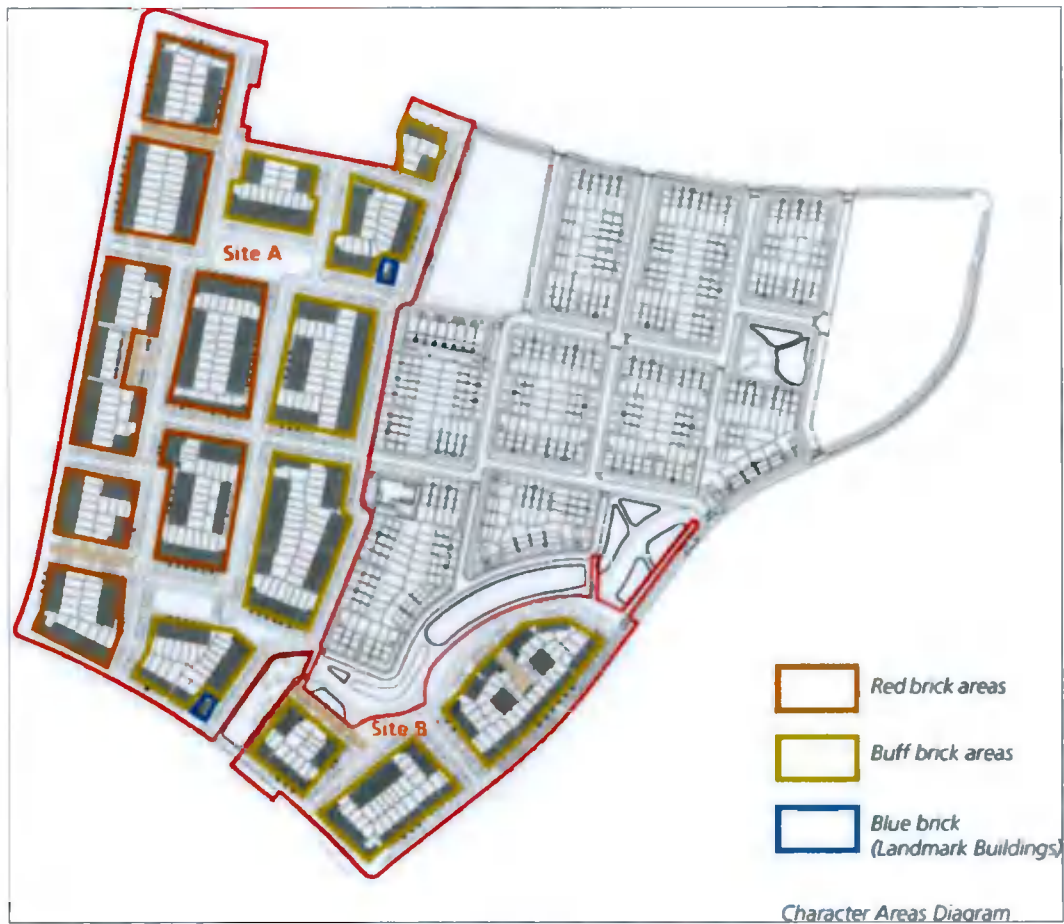 Site A
Site B
Red brick areas
Buff brick areas
Blue brick
(Landmark Buildings)
Character Areas Diagram